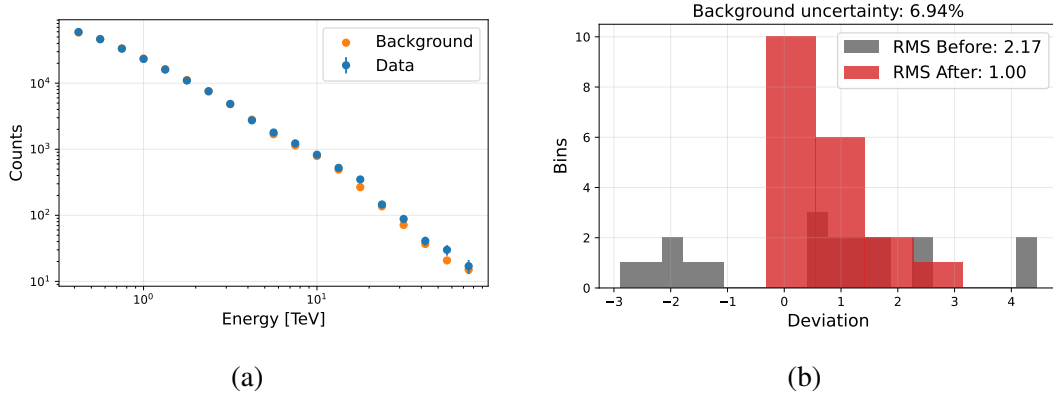 Background
Data
10⁴
10³
10²
10¹
Counts
10⁰
10¹
Energy [TeV]
(a)
Background uncertainty: 6.94%
RMS Before: 2.17
RMS After: 1.00
10
8
6
4
2
0
Bins
−3
−2
−1
0
1
2
3
4
Deviation
(b)